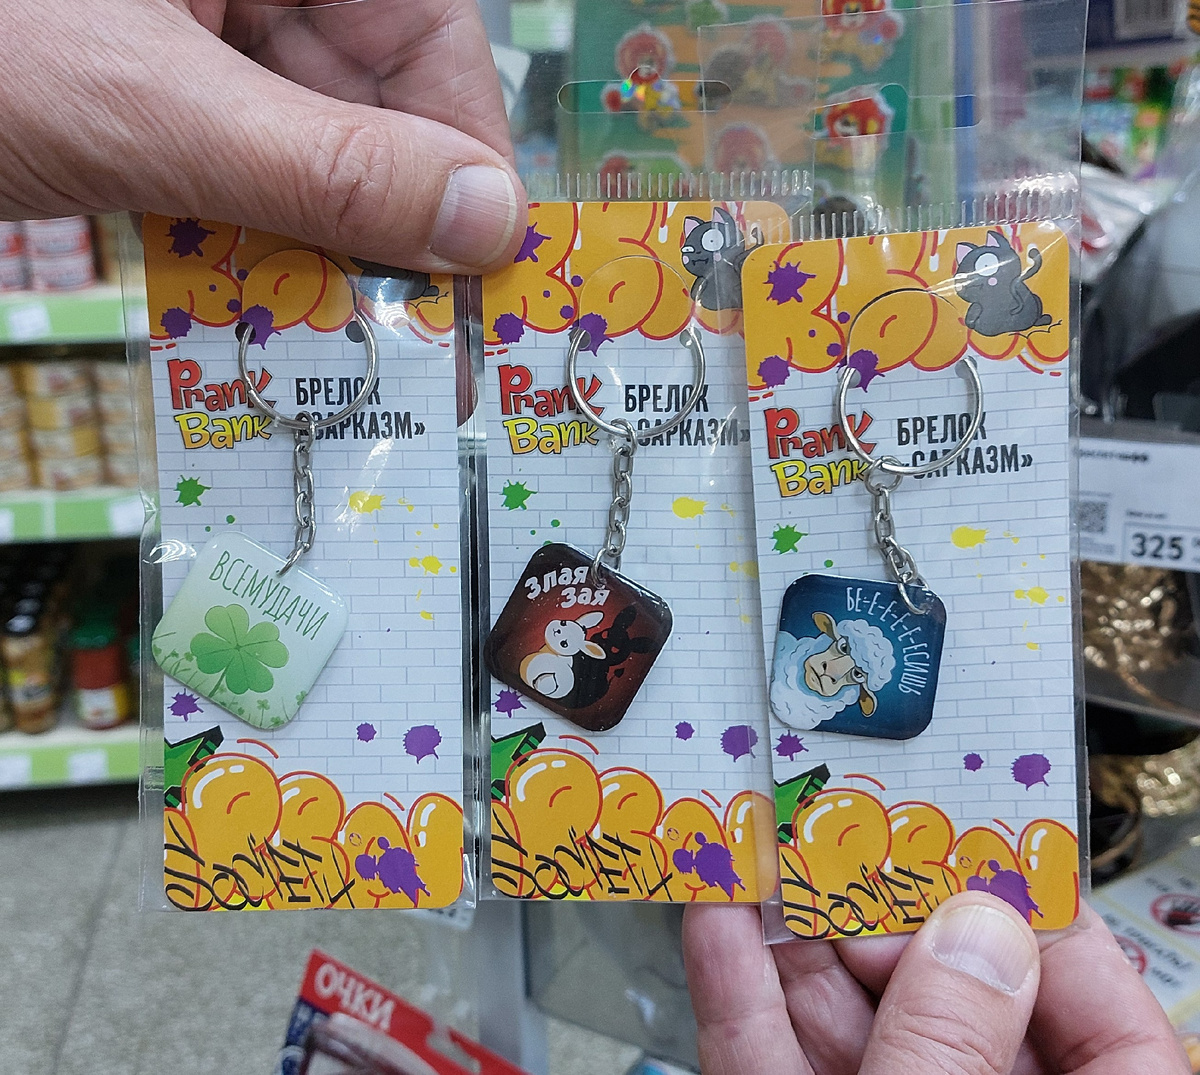 Prank
Bank
БРЕЛОК
«САРКАЗМ»
ВСЕМУДАЧИ
Prank
Bank
БРЕЛОК
«САРКАЗМ»
Злая
Зая
Prank
Bank
БРЕЛОК
«САРКАЗМ»
БЕ-Е-Е-Е-ЕСИШЬ
325
ОЧКИ